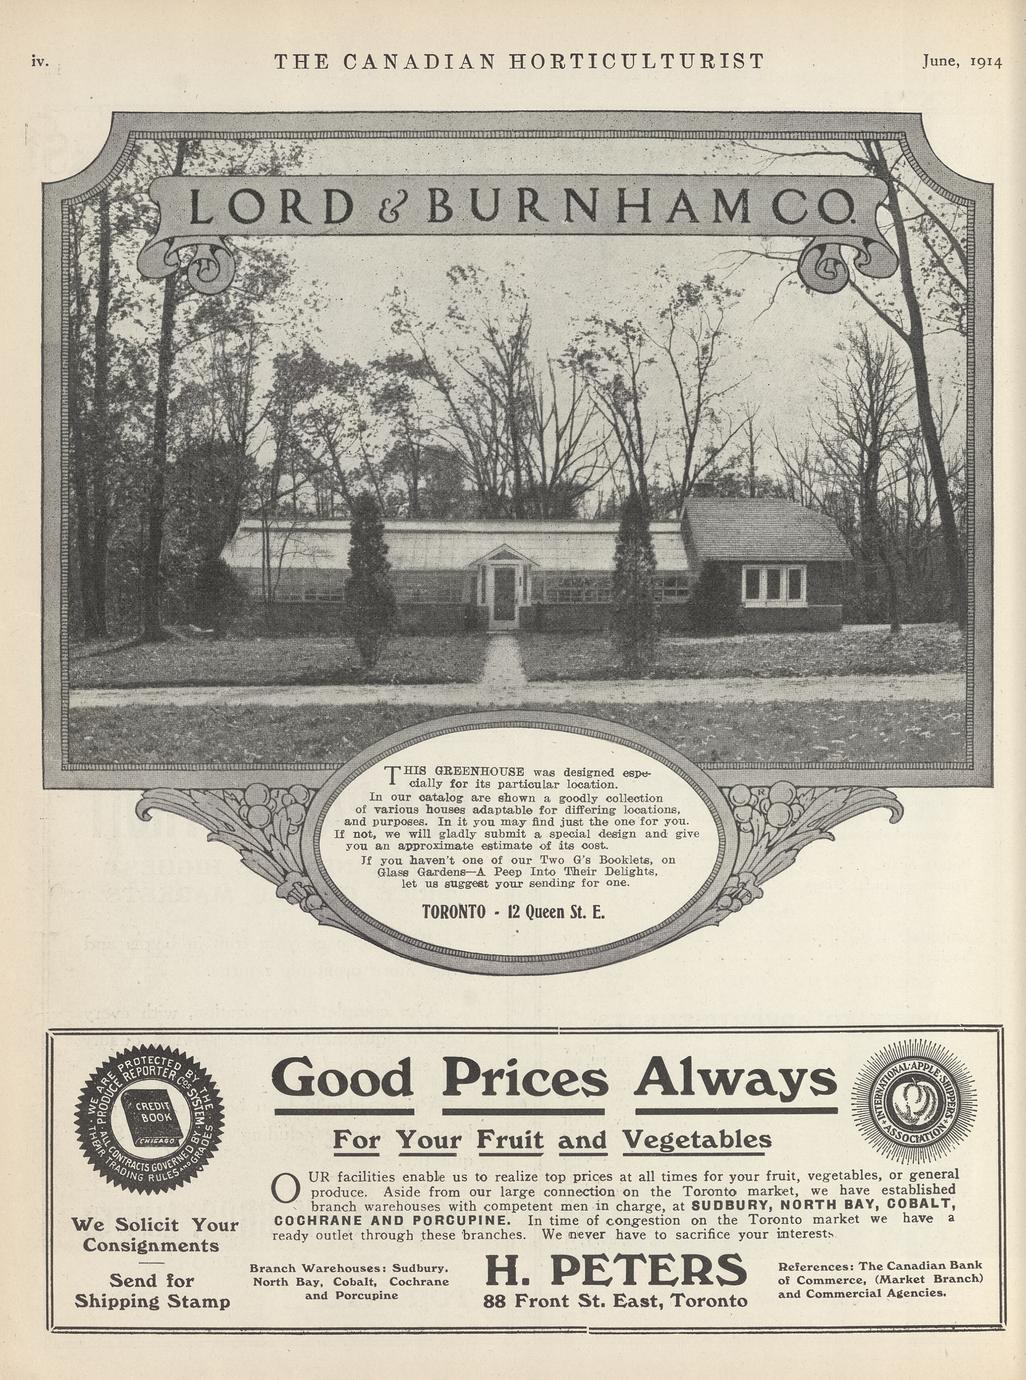 iv.
THE CANADIAN HORTICULTURIST
June, 1914
LORD & BURNHAM CO.
THIS GREENHOUSE was designed espe-
cially for its particular location.
In our catalog are shown a goodly collection
of various houses adaptable for differing locations,
and purposes. In it you may find just the one for you.
If not, we will gladly submit a special design and give
you an approximate estimate of its cost.
If you haven't one of our Two G's Booklets, on
Glass Gardens—A Peep Into Their Delights,
let us suggest your sending for one.
TORONTO - 12 Queen St. E.
WE ARE PROTECTED BY THE
PRODUCE REPORTER Co's SYSTEM
ALL CONTRACTS GOVERNED BY
THEIR TRADING RULES AND GRADES
CREDIT
BOOK
CHICAGO
We Solicit Your
Consignments
Send for
Shipping Stamp
Good Prices Always
For Your Fruit and Vegetables
INTERNATIONAL APPLE SHIPPERS
ASSOCIATION
OUR facilities enable us to realize top prices at all times for your fruit, vegetables, or general
produce. Aside from our large connection on the Toronto market, we have established
branch warehouses with competent men in charge, at SUDBURY, NORTH BAY, COBALT,
COCHRANE AND PORCUPINE. In time of congestion on the Toronto market we have a
ready outlet through these branches. We never have to sacrifice your interests.
Branch Warehouses: Sudbury,
North Bay, Cobalt, Cochrane
and Porcupine
H. PETERS
88 Front St. East, Toronto
References: The Canadian Bank
of Commerce, (Market Branch)
and Commercial Agencies.